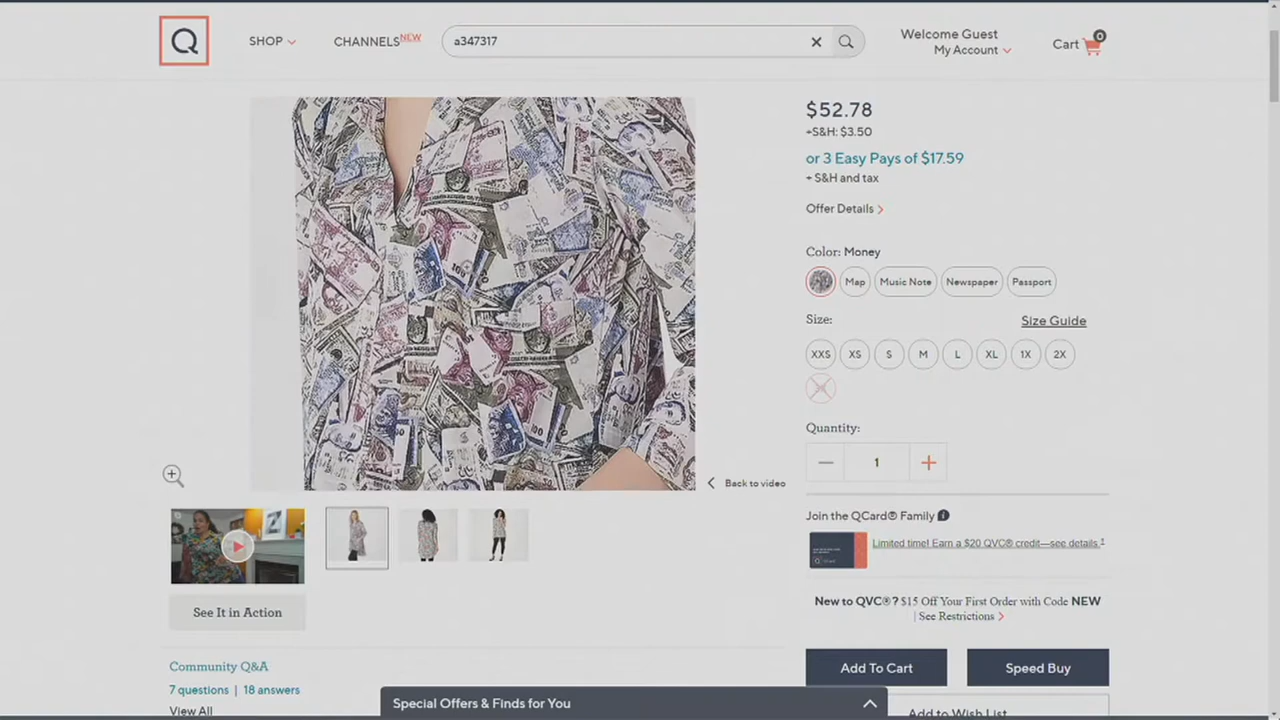 Q
SHOP
CHANNELS NEW
a347317
Welcome Guest
My Account
Cart 0
$52.78
+S&H: $3.50
or 3 Easy Pays of $17.59
+ S&H and tax
Offer Details
Color: Money
Map
Music Note
Newspaper
Passport
Size:
Size Guide
XXS
XS
S
M
L
XL
1X
2X
Quantity:
1
Back to video
Join the QCard® Family
Limited time! Earn a $20 QVC® credit—see details.¹
New to QVC®? $15 Off Your First Order with Code NEW
| See Restrictions
See It in Action
Add To Cart
Speed Buy
Community Q&A
7 questions | 18 answers
View All
Special Offers & Finds for You
Add to Wish List